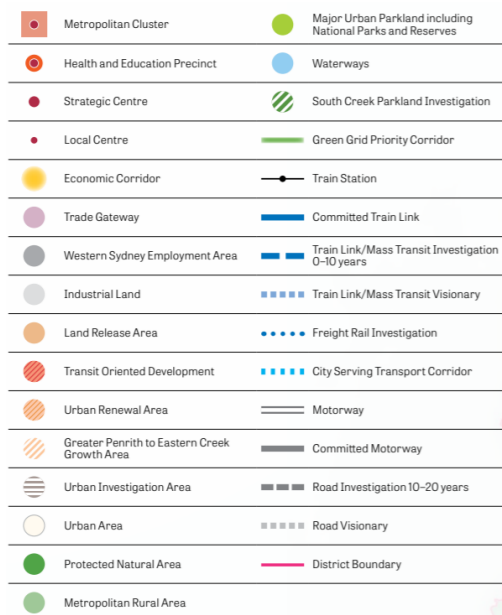 Metropolitan Cluster
Health and Education Precinct
Strategic Centre
Local Centre
Economic Corridor
Trade Gateway
Western Sydney Employment Area
Industrial Land
Land Release Area
Transit Oriented Development
Urban Renewal Area
Greater Penrith to Eastern Creek
Growth Area
Urban Investigation Area
Urban Area
Protected Natural Area
Metropolitan Rural Area
Major Urban Parkland including
National Parks and Reserves
Waterways
South Creek Parkland Investigation
Green Grid Priority Corridor
Train Station
Committed Train Link
Train Link/Mass Transit Investigation
0–10 years
Train Link/Mass Transit Visionary
Freight Rail Investigation
City Serving Transport Corridor
Motorway
Committed Motorway
Road Investigation 10–20 years
Road Visionary
District Boundary